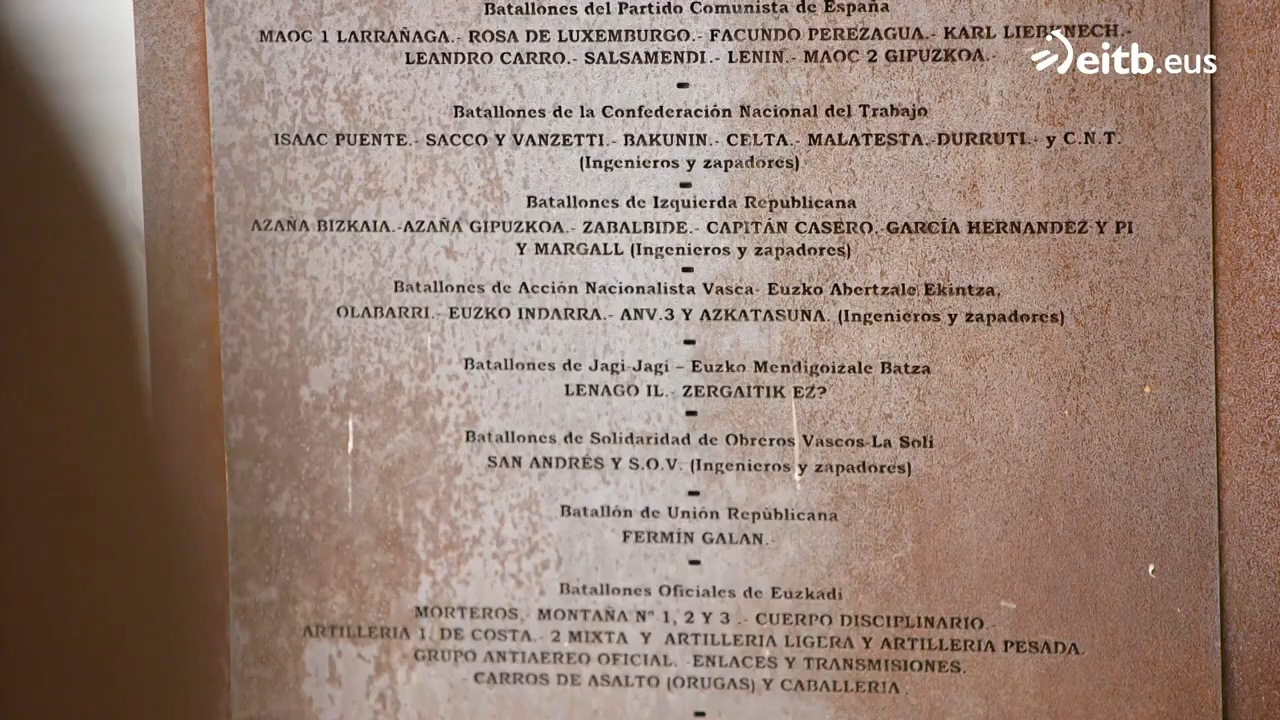 Batallones del Partido Comunista de España
MAOC 1 LARRAÑAGA.- ROSA DE LUXEMBURGO.- FACUNDO PEREZAGUA.- KARL LIEBKNECH.-
LEANDRO CARRO.- SALSAMENDI.- LENIN.- MAOC 2 GIPUZKOA.-
eitb.eus
Batallones de la Confederación Nacional del Trabajo
ISAAC PUENTE.- SACCO Y VANZETTI.- BAKUNIN.- CELTA.- MALATESTA.-DURRUTI.- y C.N.T.
(Ingenieros y zapadores)
Batallones de Izquierda Republicana
AZAÑA BIZKAIA.-AZAÑA GIPUZKOA.- ZABALBIDE.- CAPITÁN CASERO.-GARCÍA HERNANDEZ Y PI
Y MARGALL (Ingenieros y zapadores)
Batallones de Acción Nacionalista Vasca- Euzko Abertzale Ekintza.
OLABARRI.- EUZKO INDARRA.- ANV.3 Y AZKATASUNA. (Ingenieros y zapadores)
Batallones de Jagi-Jagi – Euzko Mendigoizale Batza
LENAGO IL.- ZERGAITIK EZ?
Batallones de Solidaridad de Obreros Vascos-La Soli
SAN ANDRÉS Y S.O.V. (Ingenieros y zapadores)
Batallón de Unión Republicana
FERMÍN GALAN.-
Batallones Oficiales de Euzkadi
MORTEROS.- MONTAÑA Nº 1, 2 Y 3 .- CUERPO DISCIPLINARIO.-
ARTILLERIA 1. DE COSTA.- 2 MIXTA Y ARTILLERIA LIGERA Y ARTILLERIA PESADA.
GRUPO ANTIAEREO OFICIAL. -ENLACES Y TRANSMISIONES.
- CARROS DE ASALTO (ORUGAS) Y CABALLERIA .